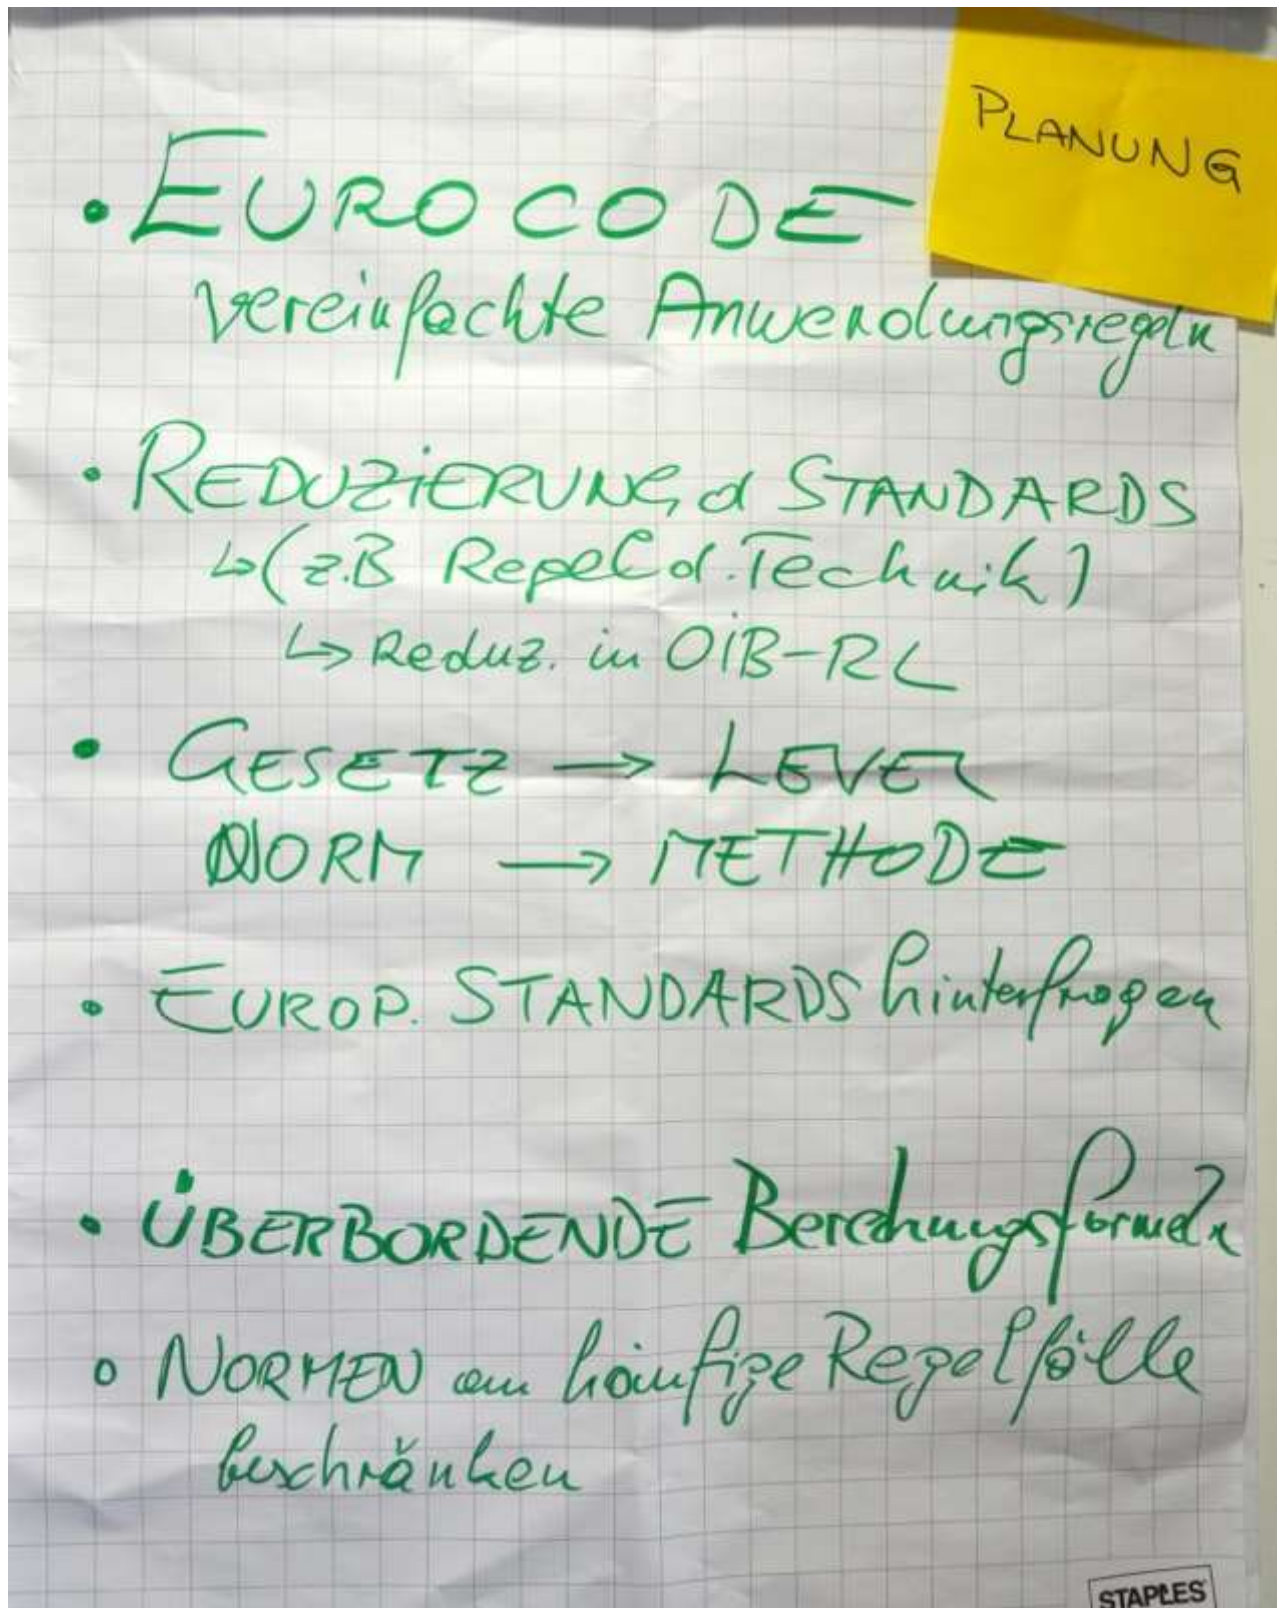 PLANUNG
• EUROCODE
vereinfachte Anwendungsregeln
• REDUZIERUNG d STANDARDS
↳ (z.B Regel d. Technik)
↳ Reduz. in OIB-RL
• GESETZ → LEVEL
NORM → METHODE
• EUROP. STANDARDS hinterfragen
• ÜBERBORDENDE Berechnungsformeln
• NORMEN am häufige Regelfälle
beschränken
STAPLES